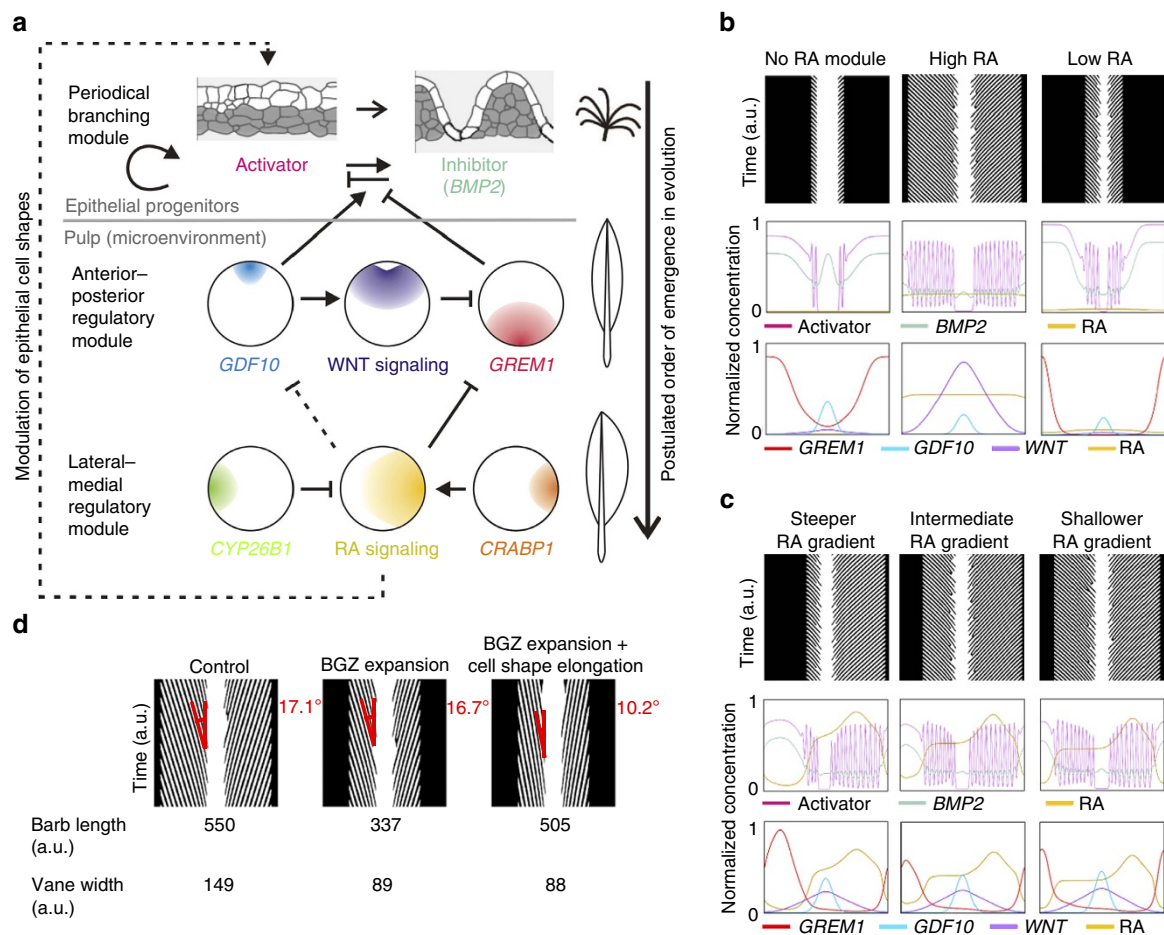 a
Modulation of epithelial cell shapes
Periodical
branching
module
Activator
Inhibitor
(BMP2)
Epithelial progenitors
Pulp (microenvironment)
Anterior–
posterior
regulatory
module
GDF10
WNT signaling
GREM1
Lateral–
medial
regulatory
module
CYP26B1
RA signaling
CRABP1
Postulated order of emergence in evolution
b
No RA module
High RA
Low RA
Time (a.u.)
Normalized concentration
1
0
Activator
BMP2
RA
1
0
GREM1
GDF10
WNT
RA
c
Steeper
RA gradient
Intermediate
RA gradient
Shallower
RA gradient
Time (a.u.)
Normalized concentration
1
0
Activator
BMP2
RA
1
0
GREM1
GDF10
WNT
RA
d
Control
BGZ expansion
BGZ expansion +
cell shape elongation
Time (a.u.)
17.1°
16.7°
10.2°
Barb length
(a.u.)
550
337
505
Vane width
(a.u.)
149
89
88